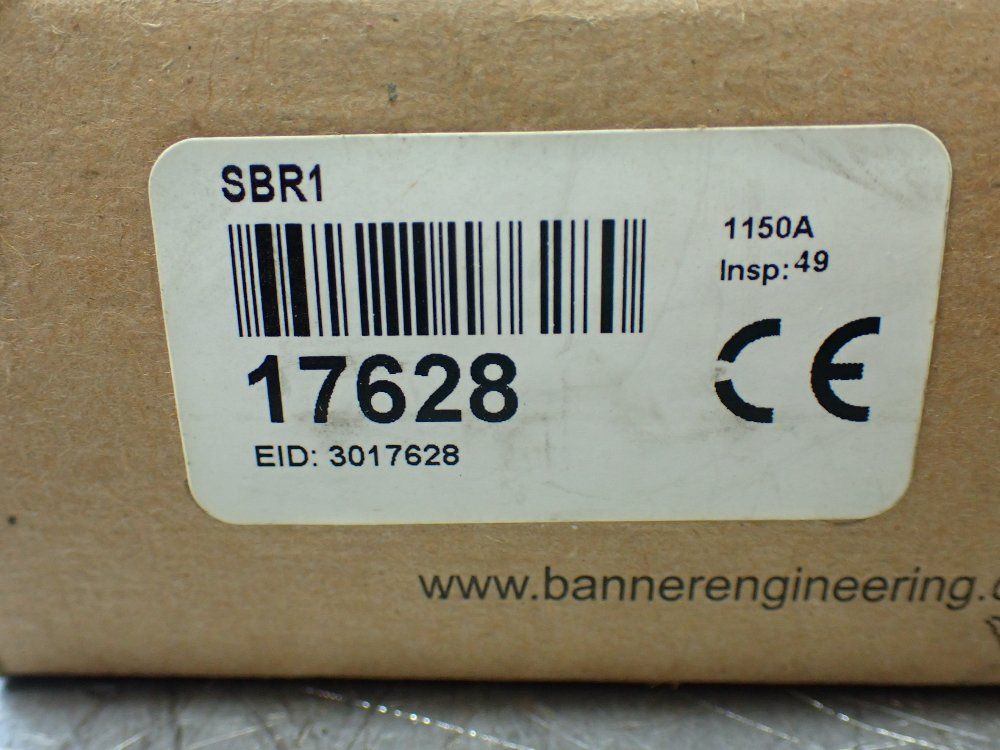 SBR1
1150A
Insp: 49
17628
CE
EID: 3017628
www.bannerengineering.